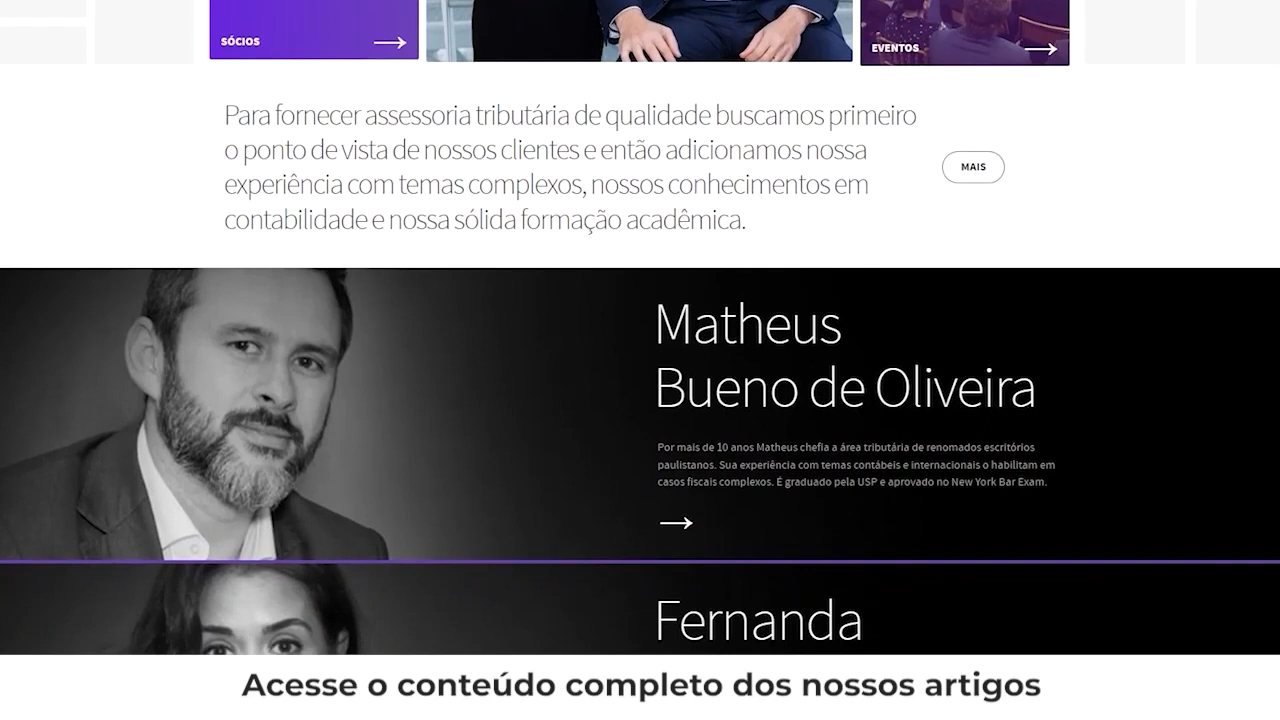 SÓCIOS
EVENTOS
Para fornecer assessoria tributária de qualidade buscamos primeiro
o ponto de vista de nossos clientes e então adicionamos nossa
experiência com temas complexos, nossos conhecimentos em
contabilidade e nossa sólida formação acadêmica.
MAIS
Matheus
Bueno de Oliveira
Por mais de 10 anos Matheus chefia a área tributária de renomados escritórios
paulistanos. Sua experiência com temas contábeis e internacionais o habilitam em
casos fiscais complexos. É graduado pela USP e aprovado no New York Bar Exam.
Fernanda
Acesse o conteúdo completo dos nossos artigos